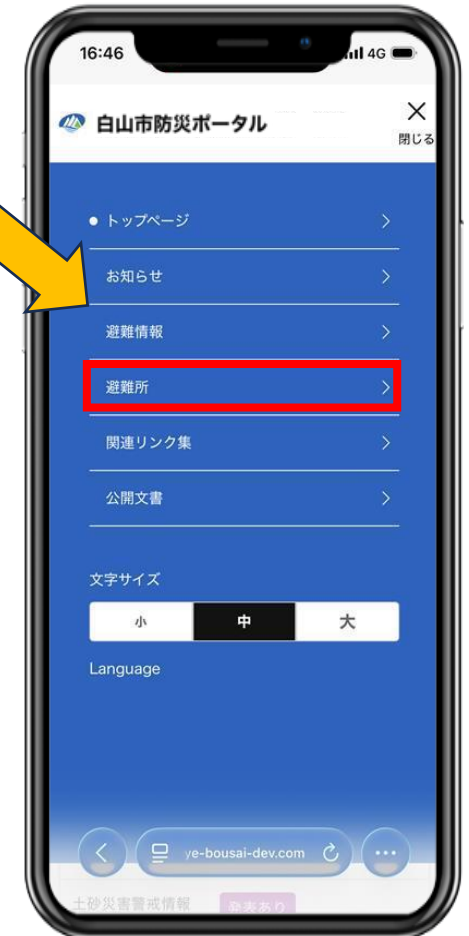 16:46
4G
白山市防災ポータル
閉じる
トップページ
お知らせ
避難情報
避難所
関連リンク集
公開文書
文字サイズ
小 中 大
Language
ye-bousai-dev.com
土砂災害警戒情報 発表あり